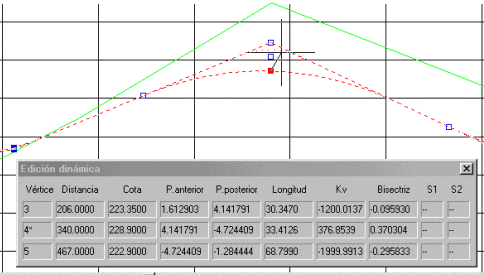 Edición dinámica
Vértice Distancia Cota P.anterior P.posterior Longitud Kv Bisectriz S1 S2
3 206.0000 223.3500 1.612903 4.141791 30.3470 -1200.0137 -0.095930 -- --
4* 340.0000 228.9000 4.141791 -4.724409 33.4126 376.8539 0.370304 -- --
5 467.0000 222.9000 -4.724409 -1.284444 68.7990 -1999.9913 -0.295833 -- --